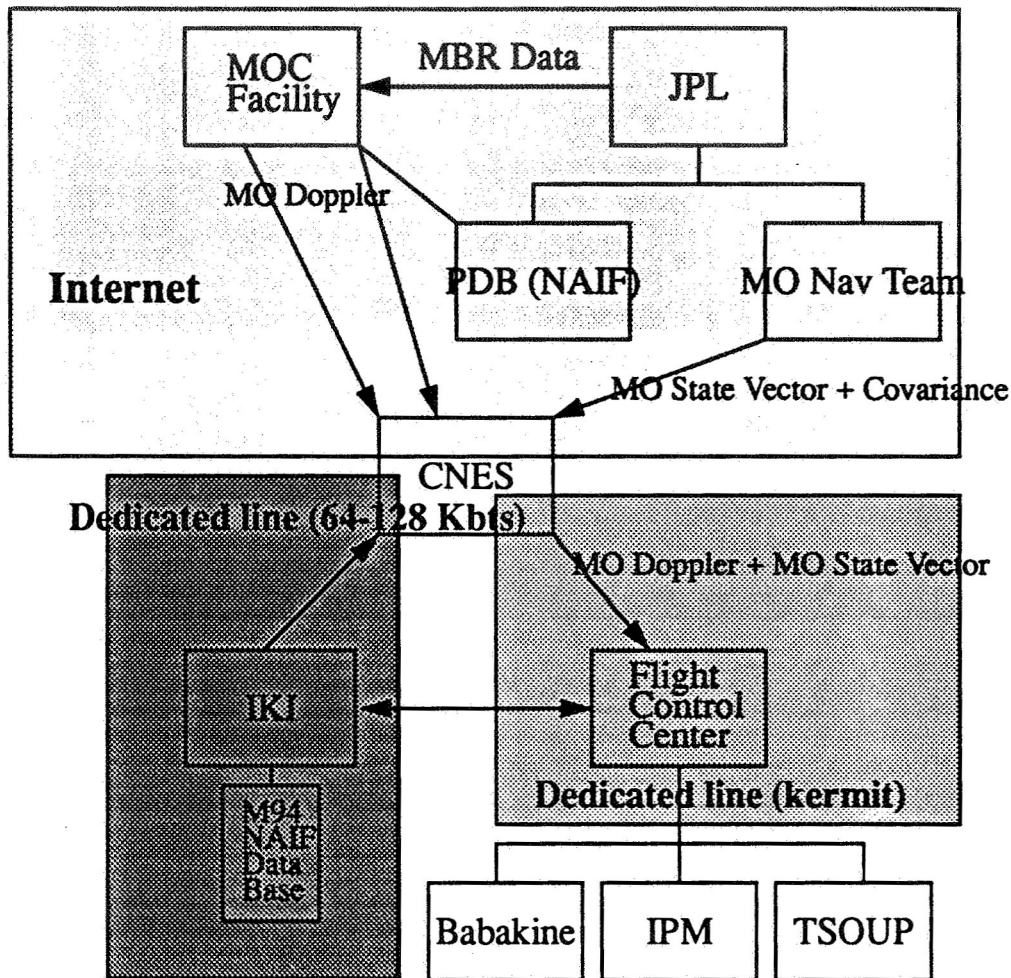 MOC
Facility
MBR Data
JPL
MO Doppler
PDB (NAIF)
MO Nav Team
Internet
MO State Vector + Covariance
CNES
Dedicated line (64-128 Kbts)
MO Doppler + MO State Vector
IKI
Flight
Control
Center
M94
NAIF
Data
Base
Dedicated line (kermit)
Babakine
IPM
TSOUP